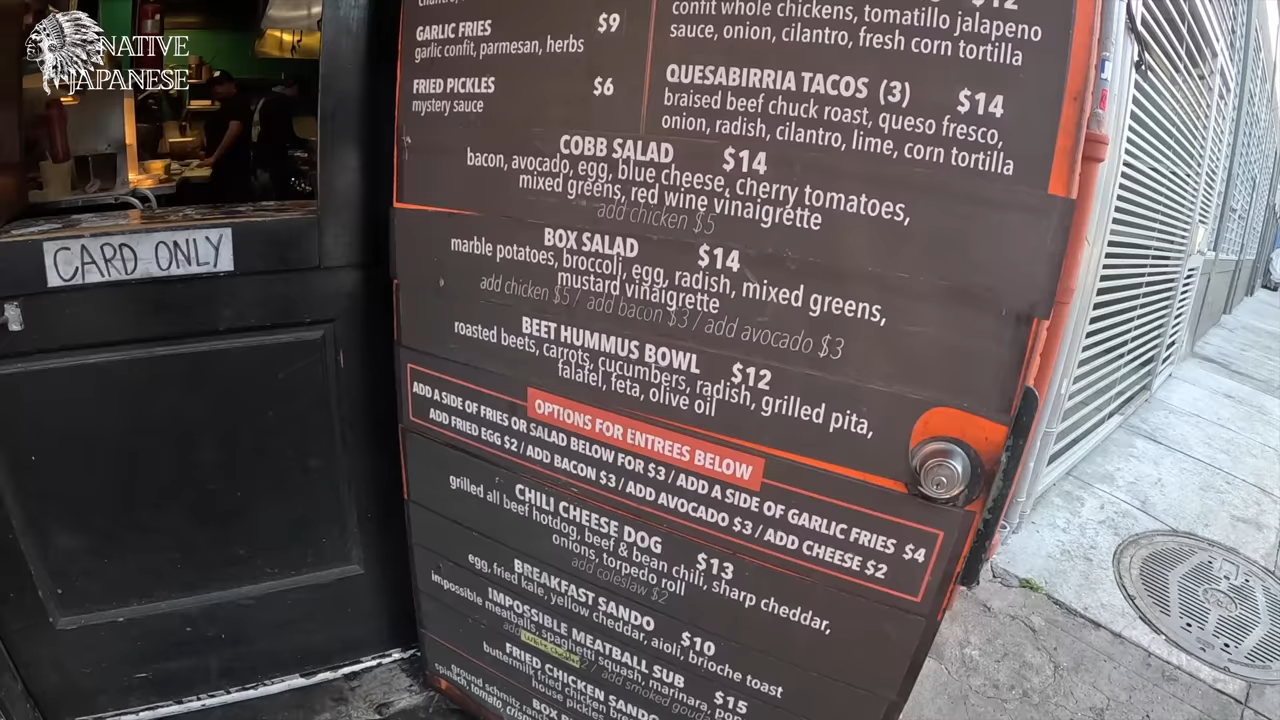 NATIVE
JAPANESE
CARD ONLY
GARLIC FRIES $9
garlic confit, parmesan, herbs
FRIED PICKLES $6
mystery sauce
$12
confit whole chickens, tomatillo jalapeno
sauce, onion, cilantro, fresh corn tortilla
QUESABIRRIA TACOS (3) $14
braised beef chuck roast, queso fresco,
onion, radish, cilantro, lime, corn tortilla
COBB SALAD $14
bacon, avocado, egg, blue cheese, cherry tomatoes,
mixed greens, red wine vinaigrette
add chicken $5
BOX SALAD $14
marble potatoes, broccoli, egg, radish, mixed greens,
mustard vinaigrette
add chicken $5 / add bacon $3 / add avocado $3
BEET HUMMUS BOWL $12
roasted beets, carrots, cucumbers, radish, grilled pita,
falafel, feta, olive oil
OPTIONS FOR ENTREES BELOW
ADD A SIDE OF FRIES OR SALAD BELOW FOR $3 / ADD A SIDE OF GARLIC FRIES $4
ADD FRIED EGG $2 / ADD BACON $3 / ADD AVOCADO $3 / ADD CHEESE $2
CHILI CHEESE DOG $13
grilled all beef hotdog, beef & bean chili, sharp cheddar,
onions, torpedo roll
add coleslaw $2
BREAKFAST SANDO $10
egg, fried kale, yellow cheddar, aioli, brioche toast
IMPOSSIBLE MEATBALL SUB $15
impossible meatballs, spaghetti squash, marinara,
add white cheddar add smoked
FRIED CHICKEN SANDO
buttermilk fried chicken
house pickles
BOX
ground schmitz
spinach, tomato,